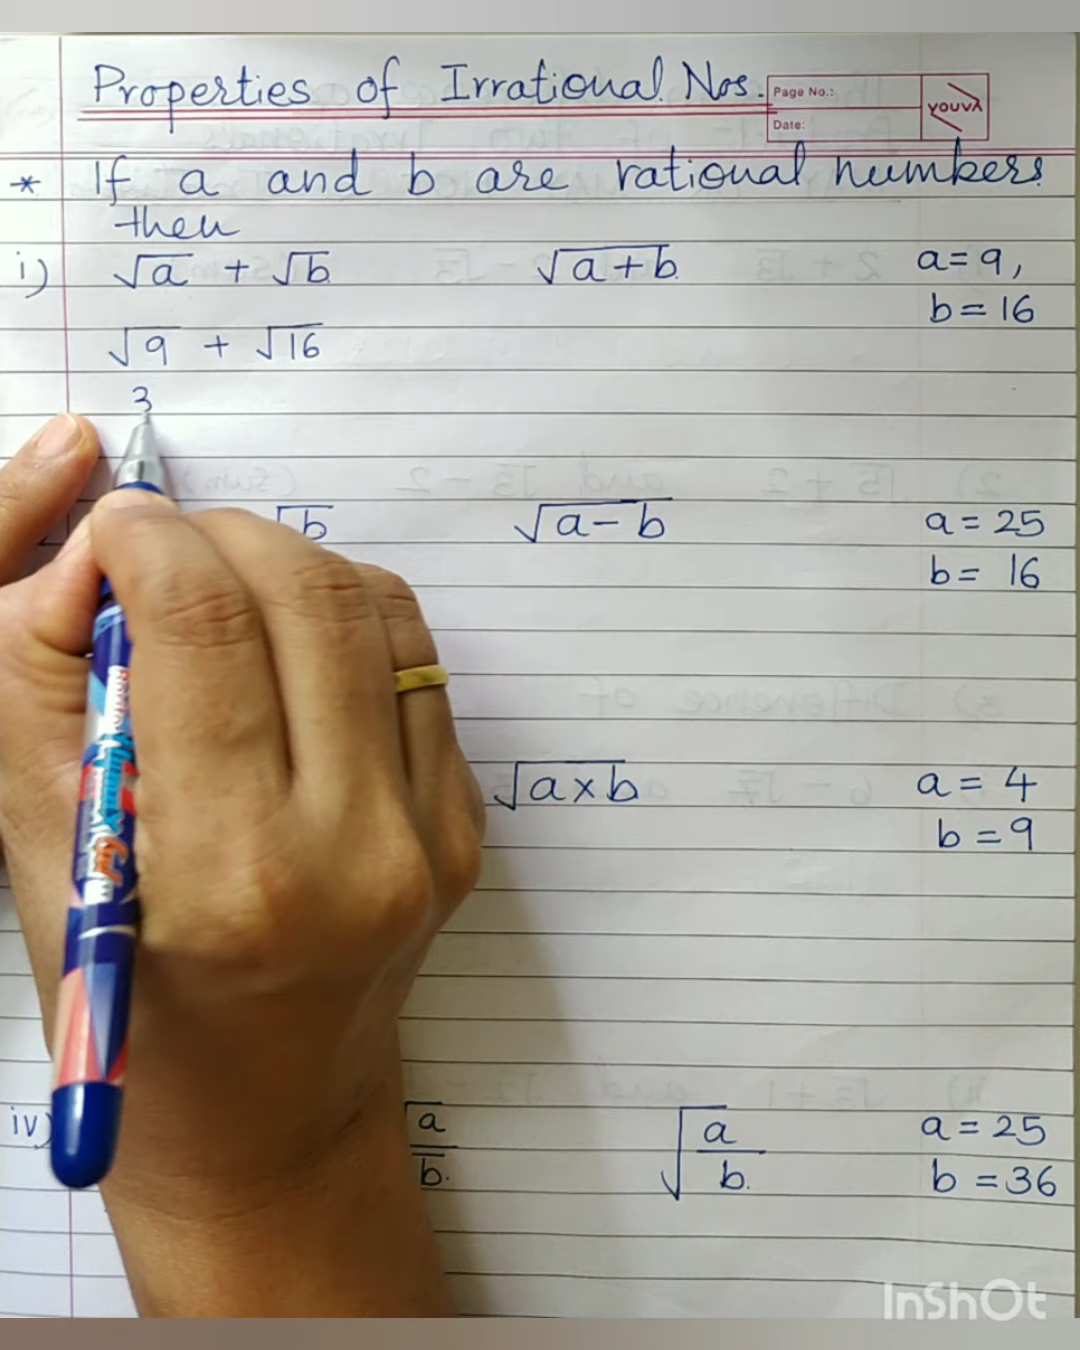 Properties of Irrational Nos.
Page No.:
Date:
YOUVA
* If a and b are rational numbers
then
i) √a + √b √(a+b) a=9,
b=16
√9 + √16
3
√b √(a-b) a=25
b= 16
√(a×b) a=4
b=9
iv) √a/√b √(a/b) a=25
b=36
InShOt